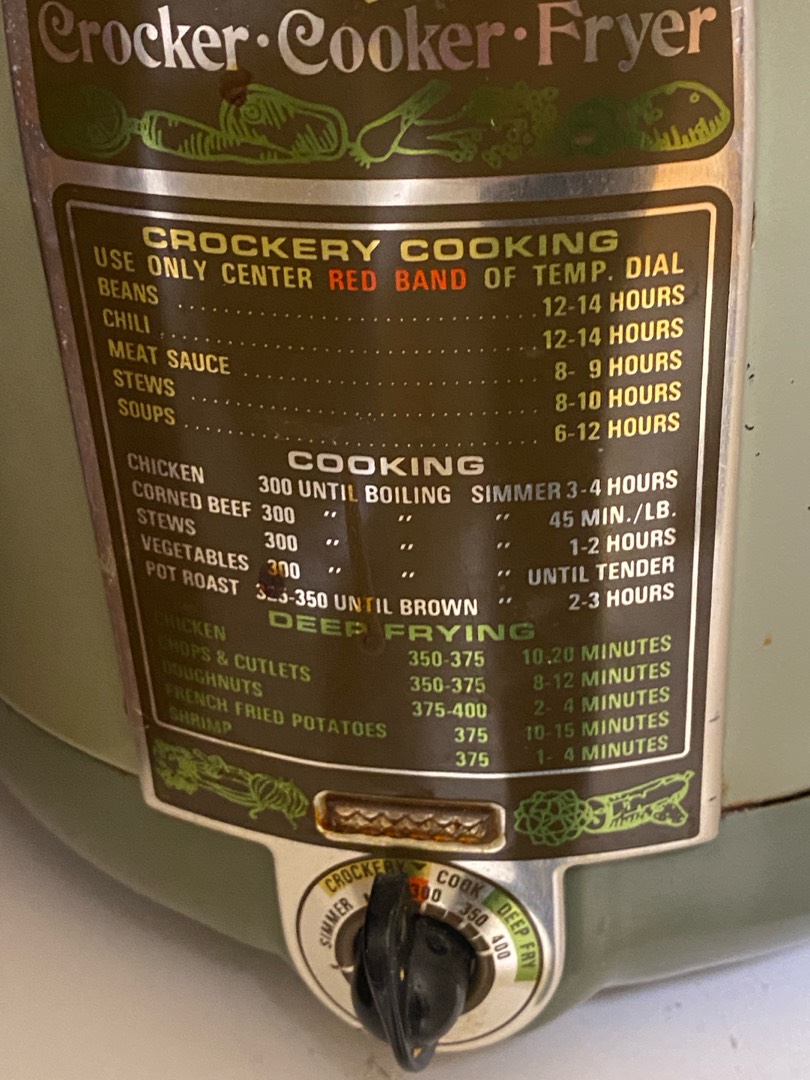 Crocker·Cooker·Fryer
CROCKERY COOKING
USE ONLY CENTER RED BAND OF TEMP. DIAL
BEANS 12-14 HOURS
CHILI 12-14 HOURS
MEAT SAUCE 8- 9 HOURS
STEWS 8-10 HOURS
SOUPS 6-12 HOURS
COOKING
CHICKEN 300 UNTIL BOILING SIMMER 3-4 HOURS
CORNED BEEF 300 " " " 45 MIN./LB.
STEWS 300 " " " 1-2 HOURS
VEGETABLES 300 " " " UNTIL TENDER
POT ROAST 325-350 UNTIL BROWN " 2-3 HOURS
DEEP FRYING
CHICKEN 350-375 10-20 MINUTES
CHOPS & CUTLETS 350-375 8-12 MINUTES
DOUGHNUTS 375-400 2- 4 MINUTES
FRENCH FRIED POTATOES 375 10-15 MINUTES
SHRIMP 375 1- 4 MINUTES
CROCKERY COOK DEEP FRY
SIMMER 300 350 400